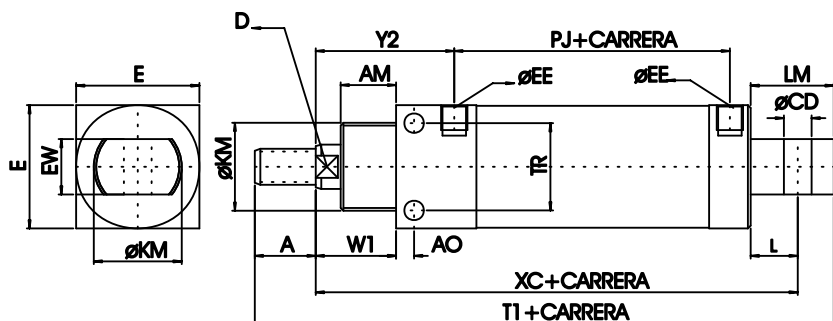 D
Y2
PJ+CARRERA
E
AM
øEE
øEE
LM
øCD
E
EW
øKM
TR
øKM
A
W1
AO
L
XC+CARRERA
T1+CARRERA